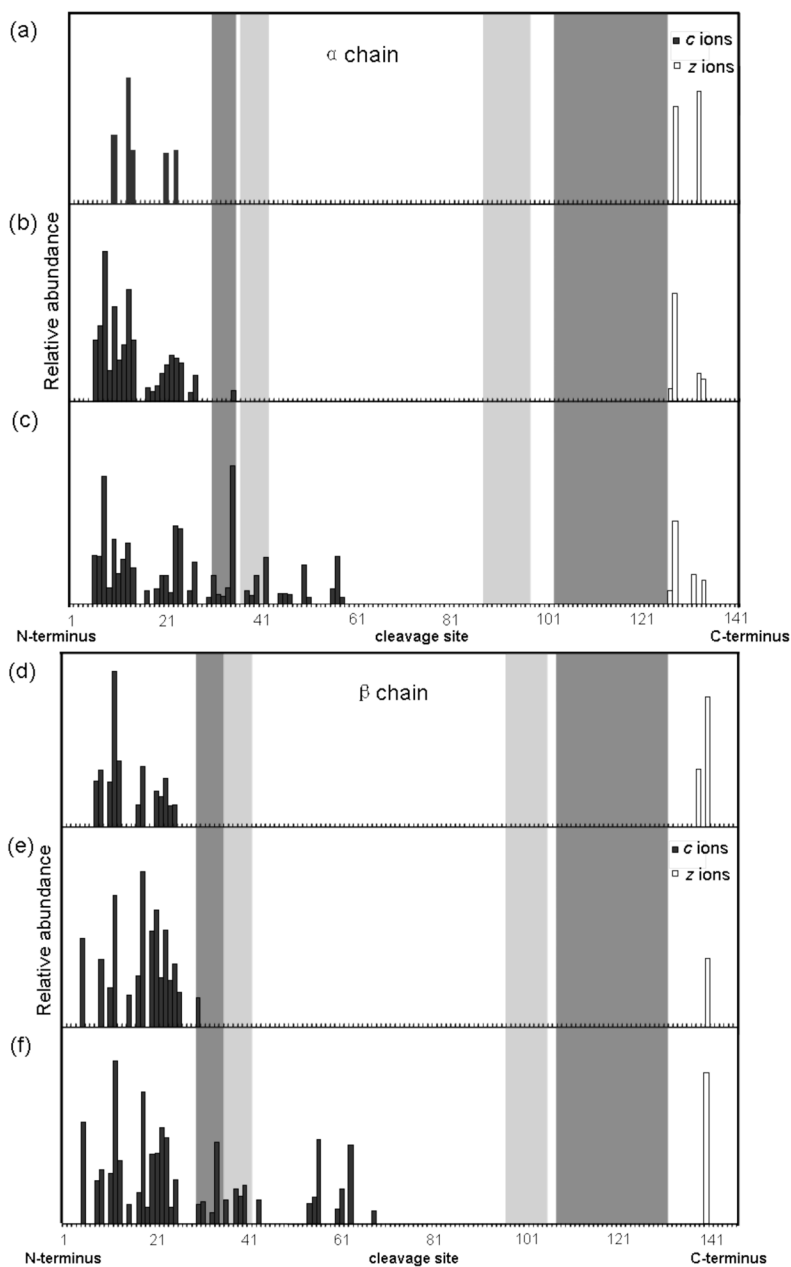 (a)
α chain
c ions
z ions
(b)
Relative abundance
(c)
1 21 41 61 81 101 121 141
N-terminus cleavage site C-terminus
(d)
β chain
(e)
c ions
z ions
Relative abundance
(f)
1 21 41 61 81 101 121 141
N-terminus cleavage site C-terminus